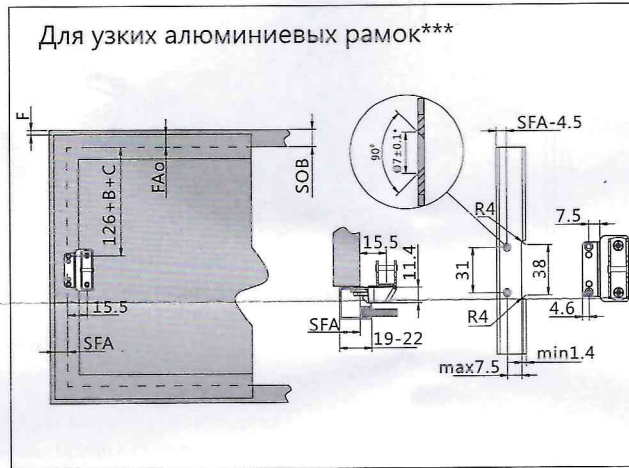 Для узких алюминиевых рамок***
F
126+B+C
FAo
SOB
15.5
SFA
90°
Ø7±0.1*
SFA-4.5
R4
7.5
15.5
11.4
31
38
R4
4.6
SFA
19-22
min1.4
max7.5